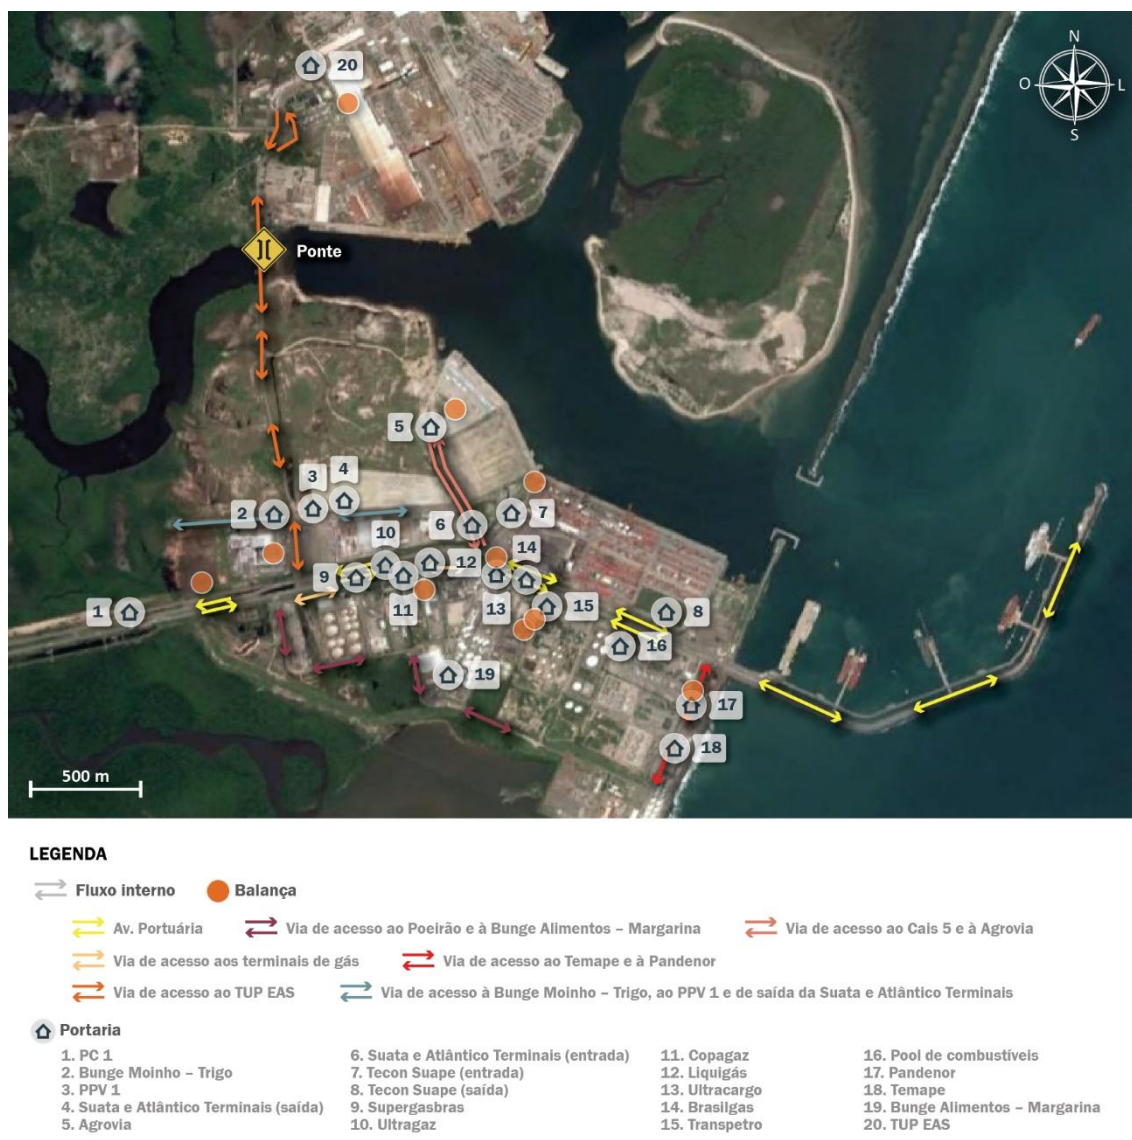 N
O
L
S
20
Ponte
5
3
4
2
6
7
10
9
12
14
1
11
13
15
8
16
19
17
18
500 m
LEGENDA
Fluxo interno
Balança
Av. Portuária
Via de acesso ao Poeirão e à Bunge Alimentos – Margarina
Via de acesso ao Cais 5 e à Agrovia
Via de acesso aos terminais de gás
Via de acesso ao Temape e à Pandenor
Via de acesso ao TUP EAS
Via de acesso à Bunge Moinho – Trigo, ao PPV 1 e de saída da Suata e Atlântico Terminais
Portaria
1. PC 1
2. Bunge Moinho – Trigo
3. PPV 1
4. Suata e Atlântico Terminais (saída)
5. Agrovia
6. Suata e Atlântico Terminais (entrada)
7. Tecon Suape (entrada)
8. Tecon Suape (saída)
9. Supergasbras
10. Ultragaz
11. Copagaz
12. Liquigás
13. Ultracargo
14. Brasilgas
15. Transpetro
16. Pool de combustíveis
17. Pandenor
18. Temape
19. Bunge Alimentos – Margarina
20. TUP EAS